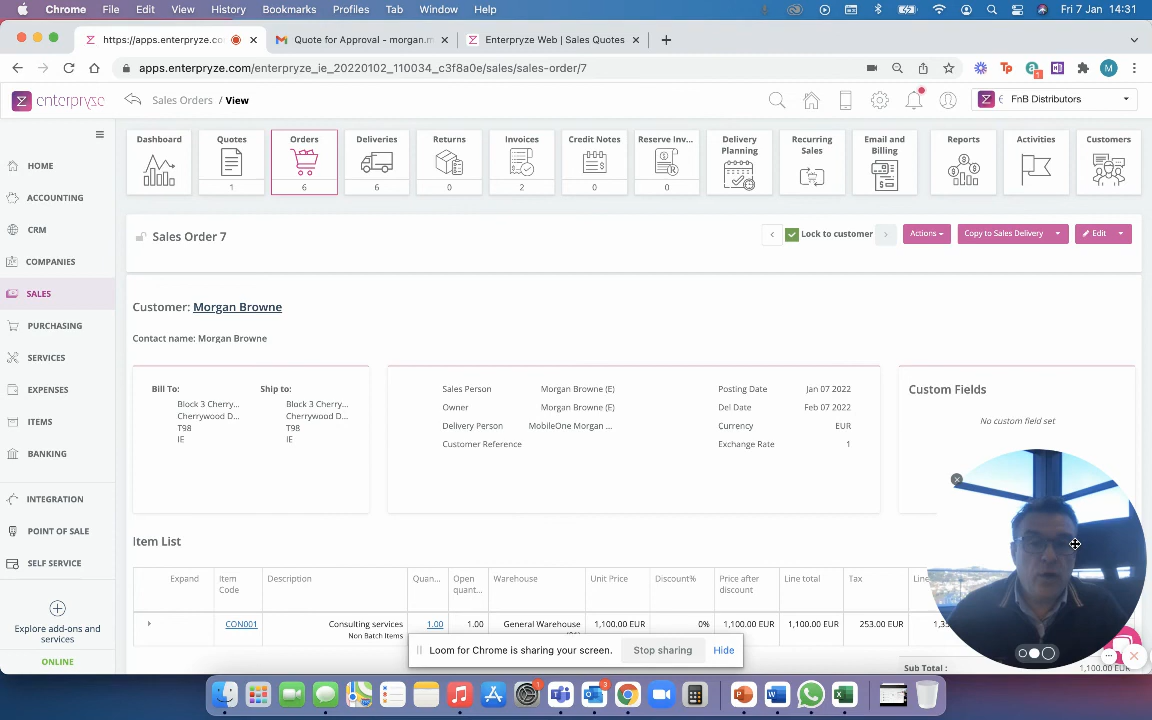 Chrome File Edit View History Bookmarks Profiles Tab Window Help Fri 7 Jan 14:31
https://apps.enterpryze.co Quote for Approval - morgan.m Enterpryze Web | Sales Quotes
apps.enterpryze.com/enterpryze_ie_20220102_110034_c3f8a0e/sales/sales-order/7
Tp a 1 M
enterpryze Sales Orders / View FnB Distributors
Dashboard
Quotes
1
Orders
6
Deliveries
6
Returns
0
Invoices
2
Credit Notes
0
Reserve Inv...
0
Delivery
Planning
Recurring
Sales
Email and
Billing
Reports
Activities
Customers
HOME
ACCOUNTING
CRM
COMPANIES
SALES
PURCHASING
SERVICES
EXPENSES
ITEMS
BANKING
INTEGRATION
POINT OF SALE
SELF SERVICE
Explore add-ons and
services
ONLINE
Sales Order 7
Lock to customer Actions Copy to Sales Delivery Edit
Customer: Morgan Browne
Contact name: Morgan Browne
Bill To:
Block 3 Cherry...
Cherrywood D...
T98
IE
Ship to:
Block 3 Cherry...
Cherrywood D...
T98
IE
Sales Person Morgan Browne (E)
Owner Morgan Browne (E)
Delivery Person MobileOne Morgan ...
Customer Reference
Posting Date Jan 07 2022
Del Date Feb 07 2022
Currency EUR
Exchange Rate 1
Custom Fields
No custom field set
Item List
Expand
Item
Code
Description
Quan...
Open
quant...
Warehouse
Unit Price
Discount%
Price after
discount
Line total
Tax
CON001 Consulting services 1.00 1.00 General Warehouse 1,100.00 EUR 0% 1,100.00 EUR 1,100.00 EUR 253.00 EUR
Non Batch Items
Loom for Chrome is sharing your screen. Stop sharing Hide
Sub Total : 1,100.00 EUR
1
3